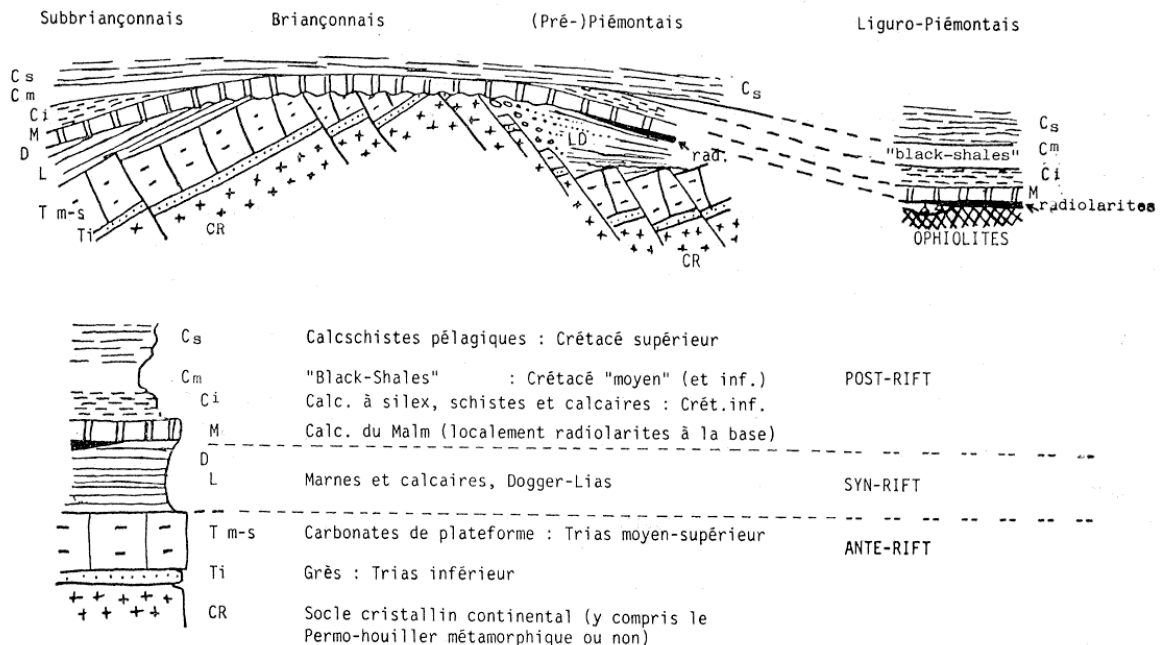 Subbriançonnais Briançonnais (Pré-)Piémontais Liguro-Piémontais
Cs
Cm
Ci
M
D
L
T m-s
Ti
CR
LD
rad.
CR
Cs
Cs
Cm
"black-shales"
Ci
M
radiolarites
OPHIOLITES
Cs Calcschistes pélagiques : Crétacé supérieur
Cm "Black-Shales" : Crétacé "moyen" (et inf.) POST-RIFT
Ci Calc. à silex, schistes et calcaires : Crét.inf.
M Calc. du Malm (localement radiolarites à la base)
D
L Marnes et calcaires, Dogger-Lias SYN-RIFT
T m-s Carbonates de plateforme : Trias moyen-supérieur
ANTE-RIFT
Ti Grès : Trias inférieur
CR Socle cristallin continental (y compris le
Permo-houiller métamorphique ou non)